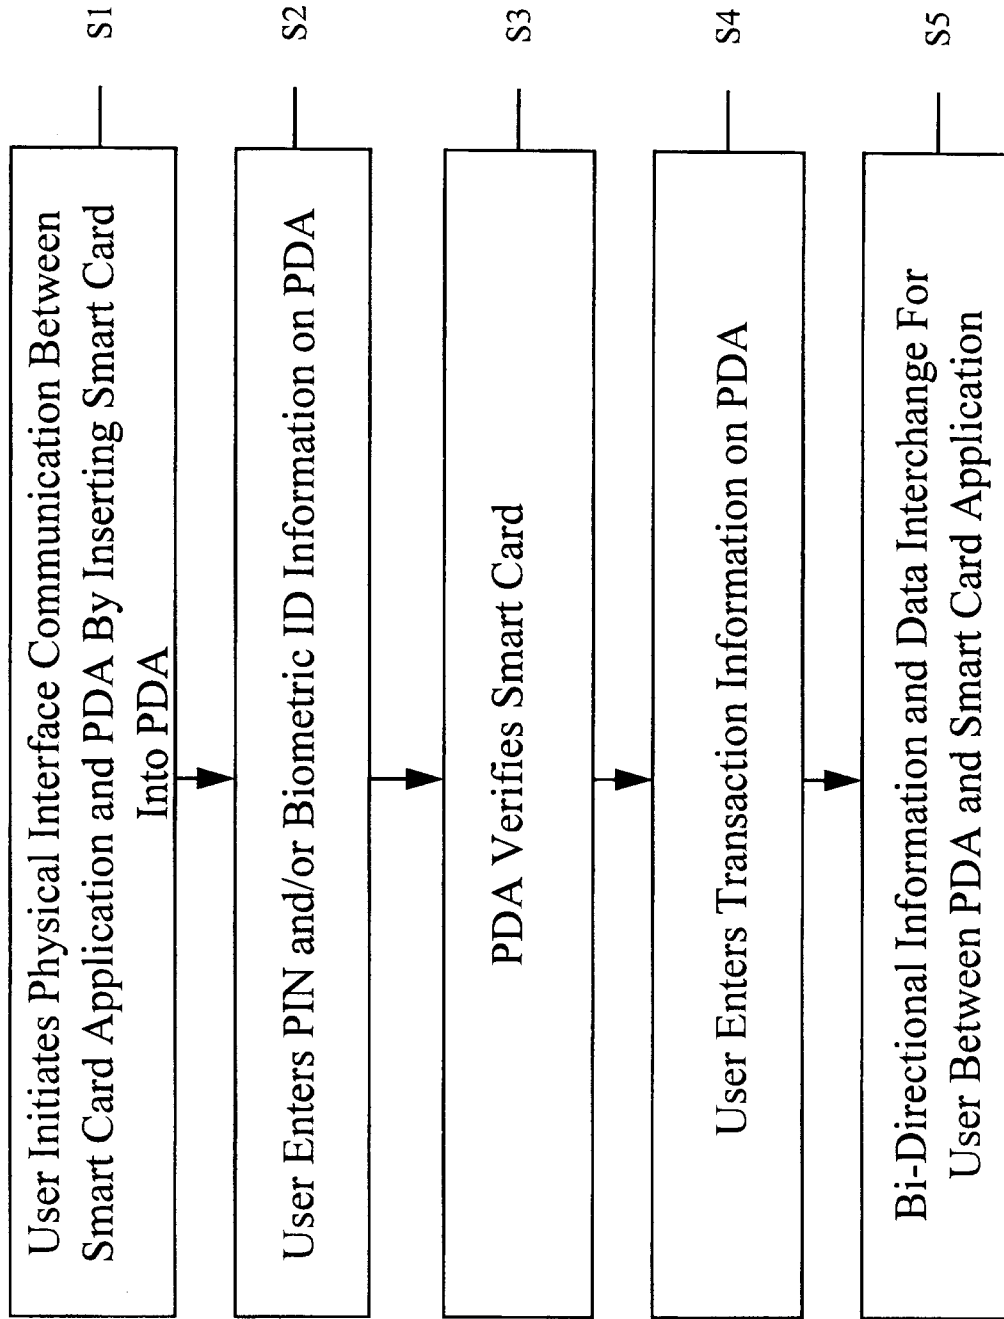 User Initiates Physical Interface Communication Between
Smart Card Application and PDA By Inserting Smart Card
Into PDA
S1
User Enters PIN and/or Biometric ID Information on PDA
S2
PDA Verifies Smart Card
S3
User Enters Transaction Information on PDA
S4
Bi-Directional Information and Data Interchange For
User Between PDA and Smart Card Application
S5